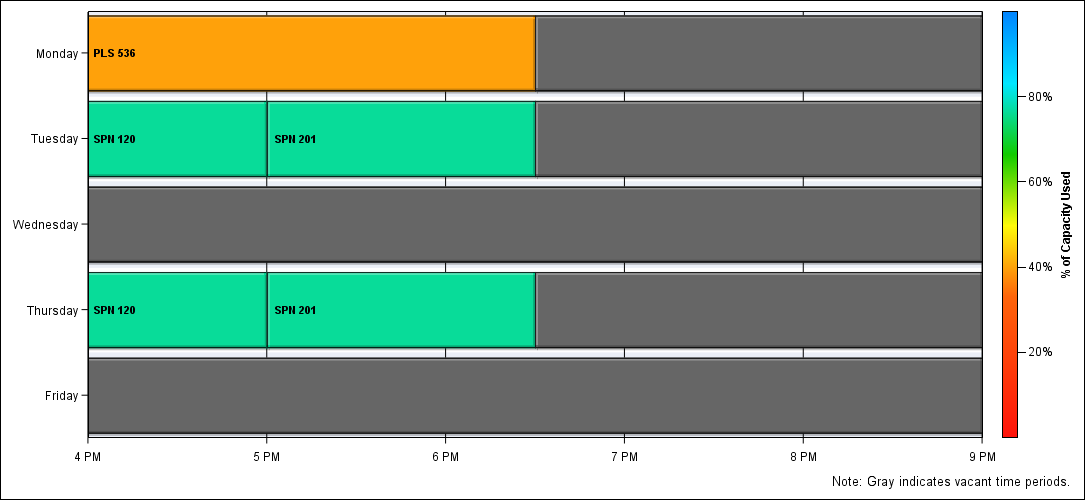 Monday
PLS 536
Tuesday
SPN 120
SPN 201
Wednesday
Thursday
SPN 120
SPN 201
Friday
4 PM
5 PM
6 PM
7 PM
8 PM
9 PM
80%
60%
40%
20%
% of Capacity Used
Note: Gray indicates vacant time periods.